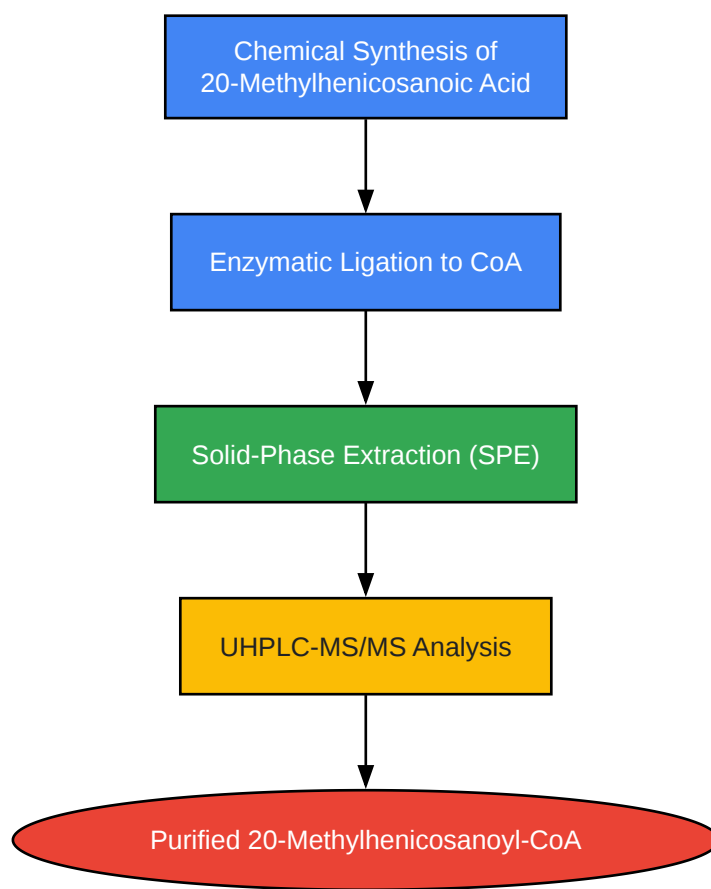 Chemical Synthesis of
20-Methylhenicosanoic Acid
Enzymatic Ligation to CoA
Solid-Phase Extraction (SPE)
UHPLC-MS/MS Analysis
Purified 20-Methylhenicosanoyl-CoA